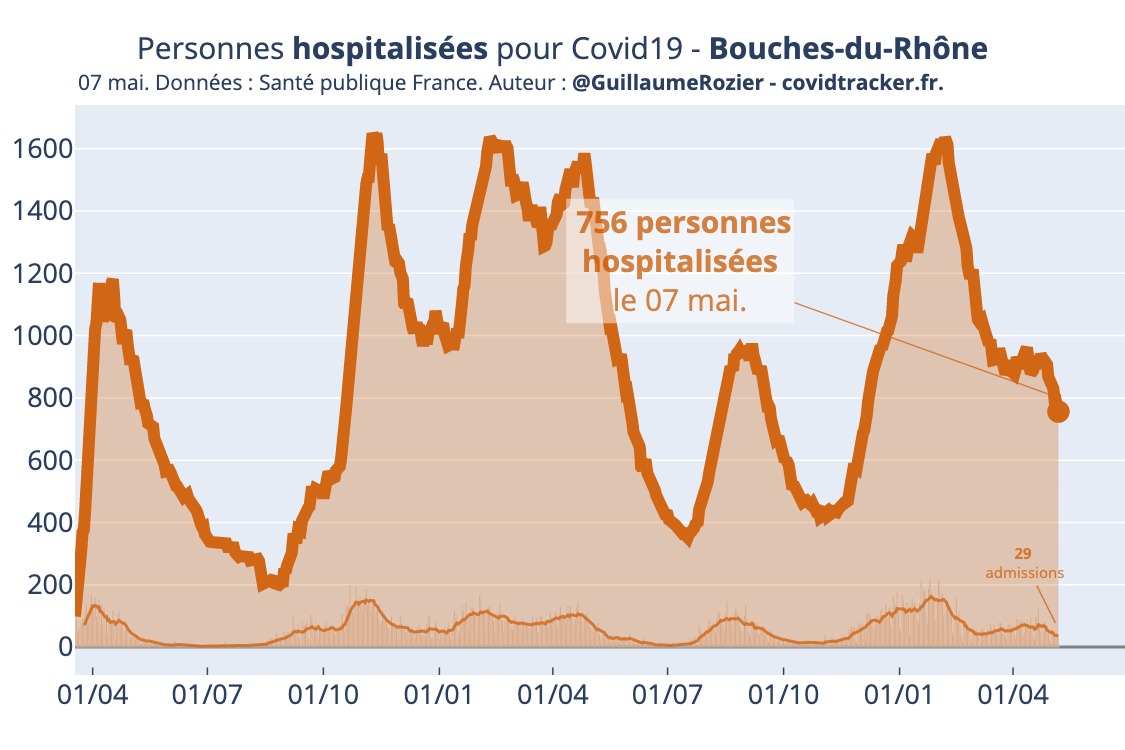 Personnes hospitalisées pour Covid19 - Bouches-du-Rhône
07 mai. Données : Santé publique France. Auteur : @GuillaumeRozier - covidtracker.fr.
1600
1400
1200
1000
800
600
400
200
0
756 personnes
hospitalisées
le 07 mai.
29
admissions
01/04 01/07 01/10 01/01 01/04 01/07 01/10 01/01 01/04